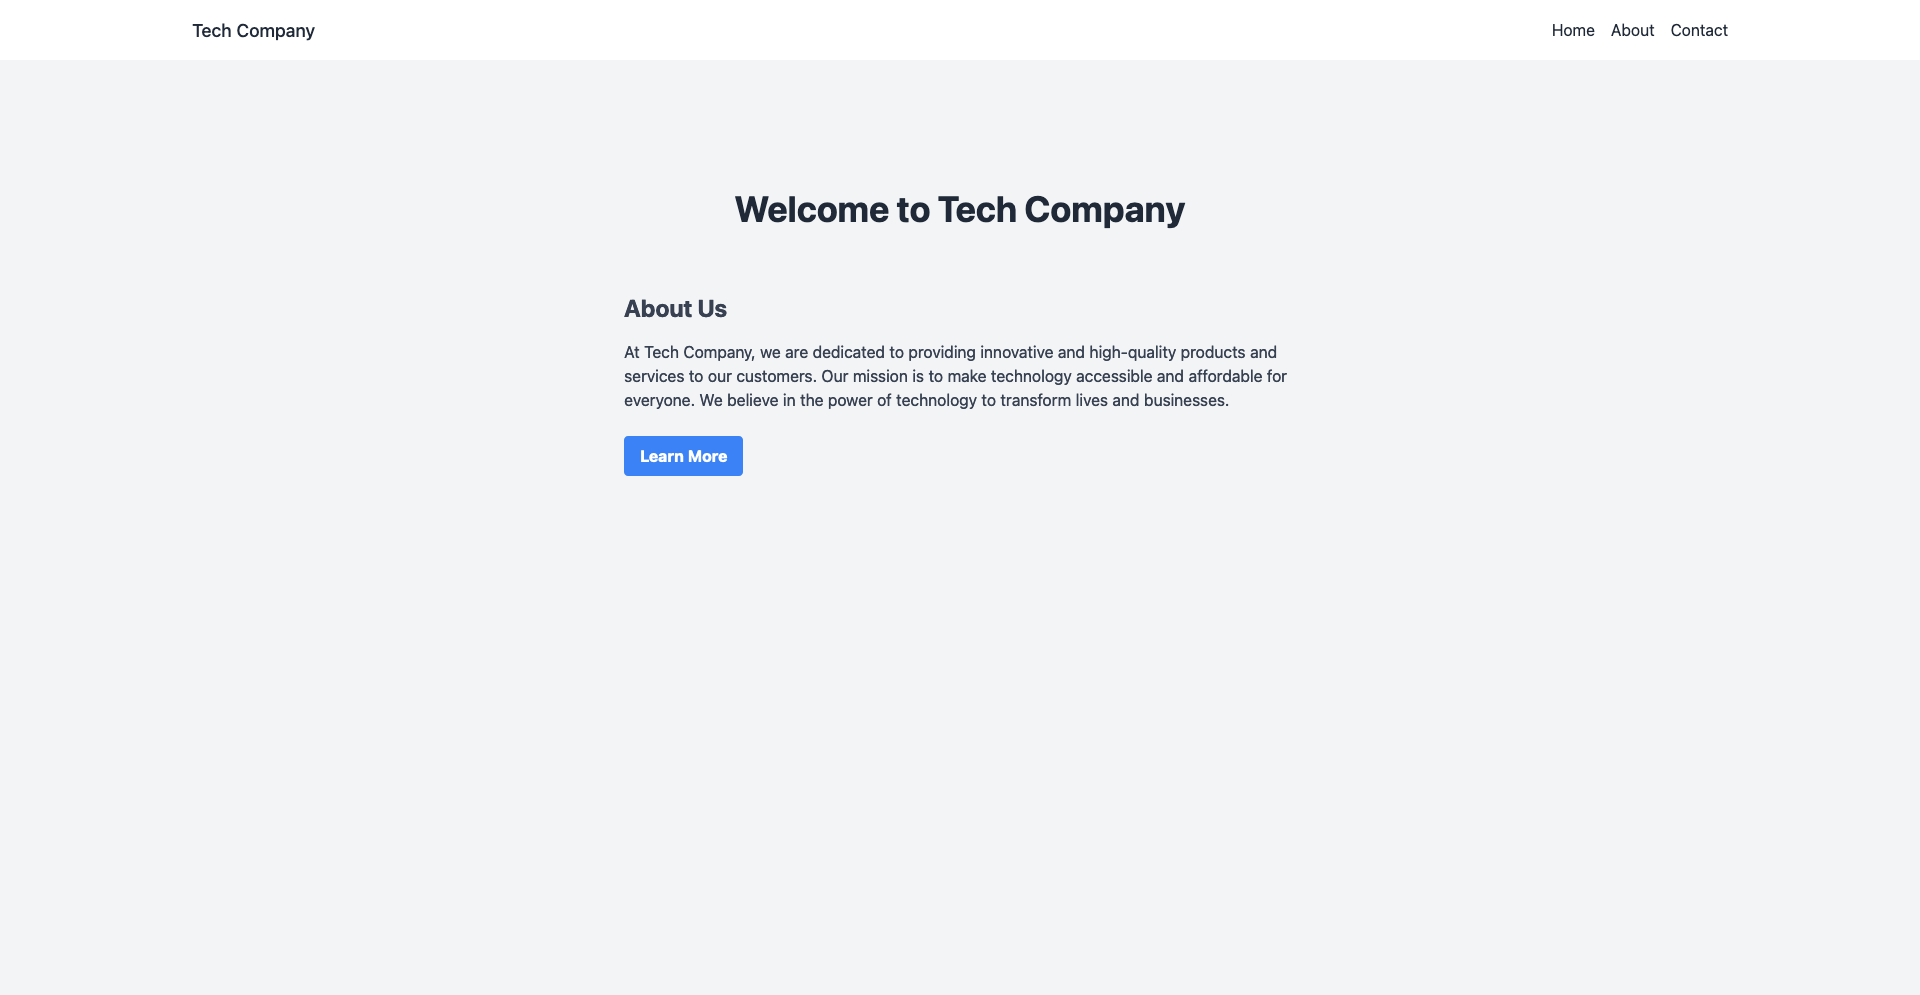 Tech Company
Home About Contact
Welcome to Tech Company
About Us
At Tech Company, we are dedicated to providing innovative and high-quality products and
services to our customers. Our mission is to make technology accessible and affordable for
everyone. We believe in the power of technology to transform lives and businesses.
Learn More